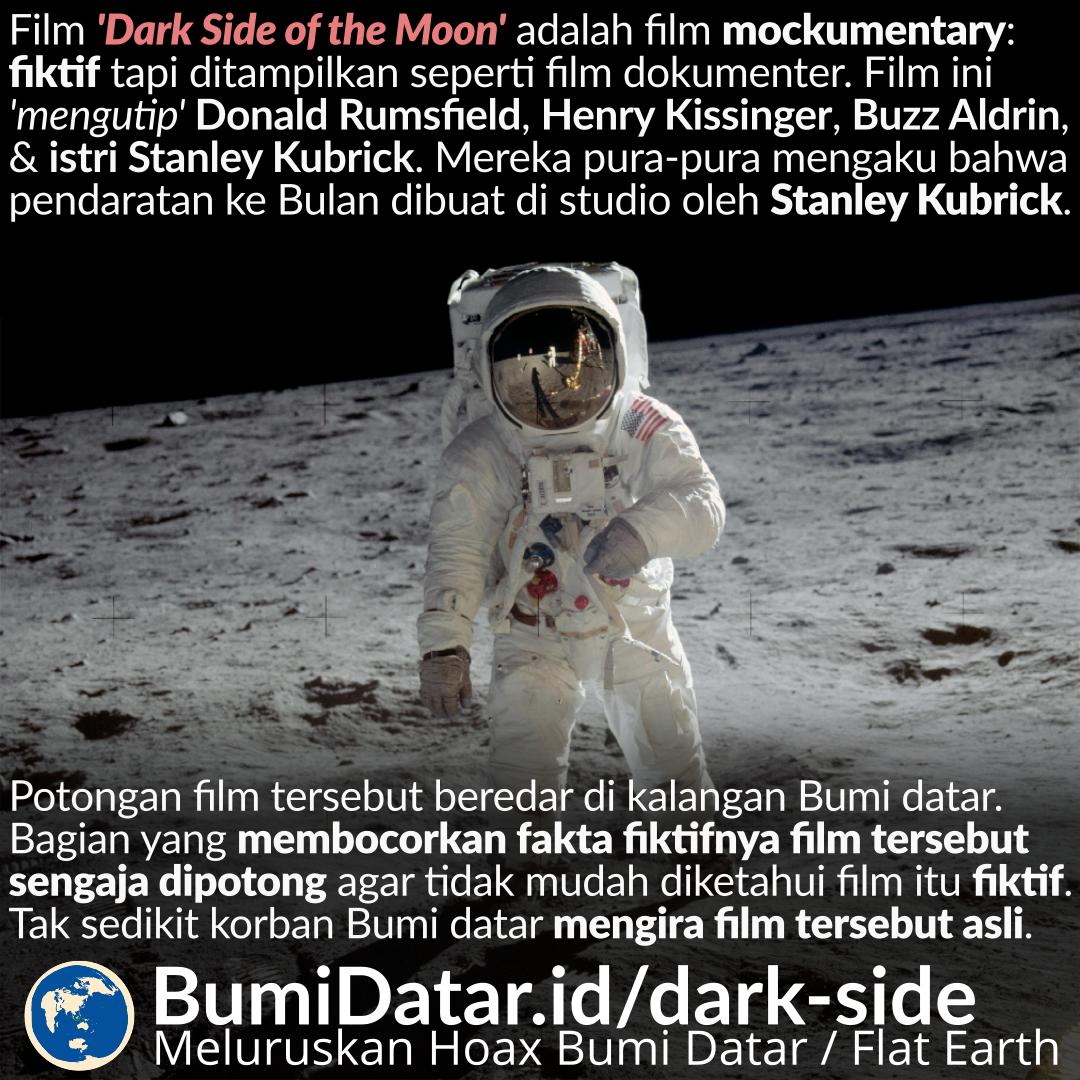 Film 'Dark Side of the Moon' adalah film mockumentary:
fiktif tapi ditampilkan seperti film dokumenter. Film ini
'mengutip' Donald Rumsfield, Henry Kissinger, Buzz Aldrin,
& istri Stanley Kubrick. Mereka pura-pura mengaku bahwa
pendaratan ke Bulan dibuat di studio oleh Stanley Kubrick.
Potongan film tersebut beredar di kalangan Bumi datar.
Bagian yang membocorkan fakta fiktifnya film tersebut
sengaja dipotong agar tidak mudah diketahui film itu fiktif.
Tak sedikit korban Bumi datar mengira film tersebut asli.
BumiDatar.id/dark-side
Meluruskan Hoax Bumi Datar / Flat Earth